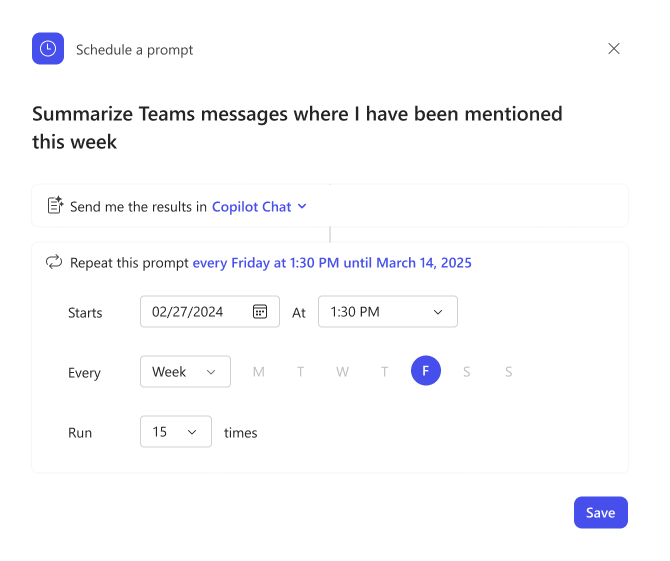 Schedule a prompt
Summarize Teams messages where I have been mentioned
this week
Send me the results in Copilot Chat
Repeat this prompt every Friday at 1:30 PM until March 14, 2025
Starts 02/27/2024 At 1:30 PM
Every Week M T W T F S S
Run 15 times
Save